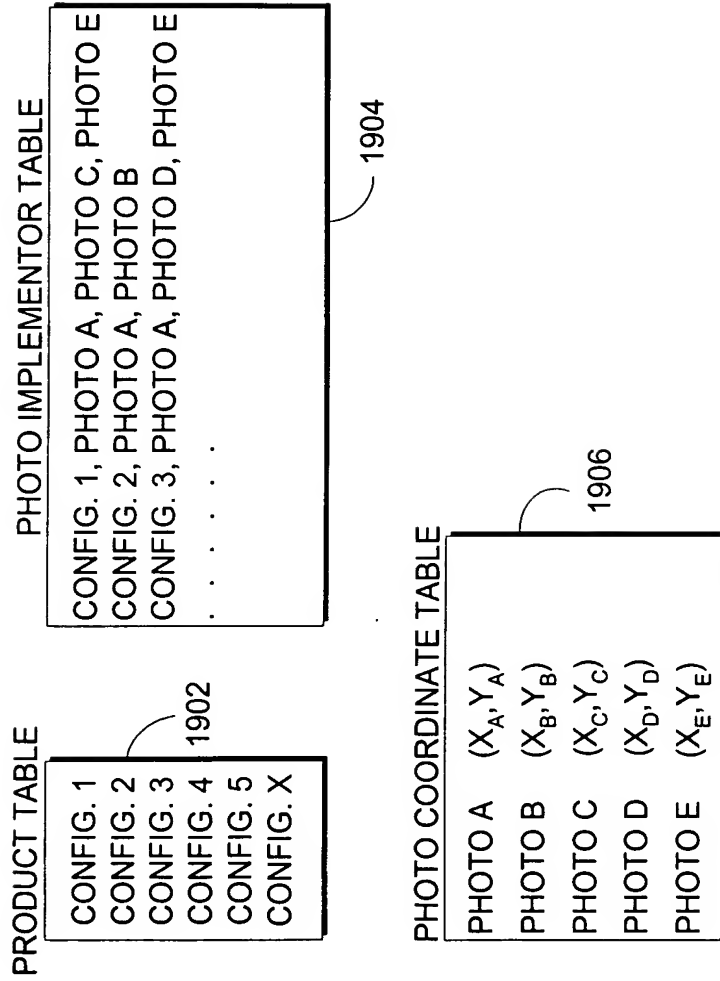 PRODUCT TABLE
CONFIG. 1
CONFIG. 2
CONFIG. 3
CONFIG. 4
CONFIG. 5
CONFIG. X
1902
PHOTO IMPLEMENTOR TABLE
CONFIG. 1, PHOTO A, PHOTO C, PHOTO E
CONFIG. 2, PHOTO A, PHOTO B
CONFIG. 3, PHOTO A, PHOTO D, PHOTO E
. . . . . . .
1904
PHOTO COORDINATE TABLE
PHOTO A (X_A,Y_A)
PHOTO B (X_B,Y_B)
PHOTO C (X_C,Y_C)
PHOTO D (X_D,Y_D)
PHOTO E (X_E,Y_E)
1906